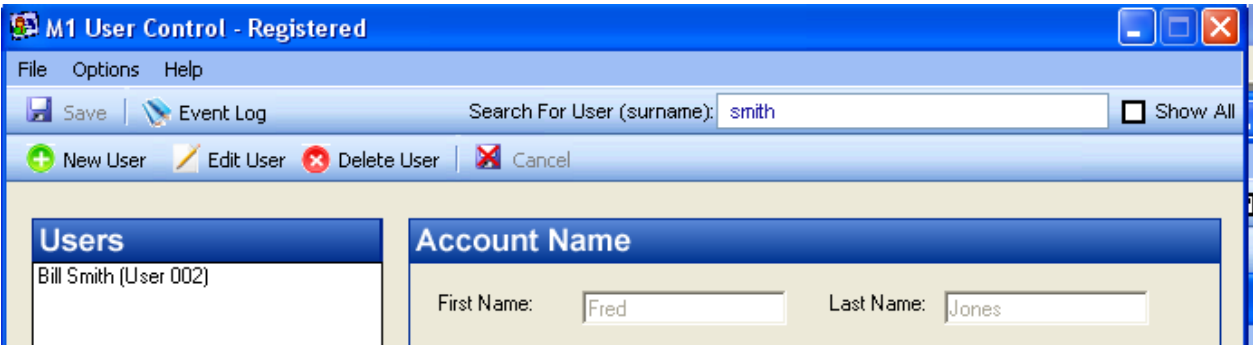 M1 User Control - Registered
File Options Help
Save Event Log Search For User (surname): smith Show All
New User Edit User Delete User Cancel
Users Account Name
Bill Smith (User 002)
First Name: Fred Last Name: Jones